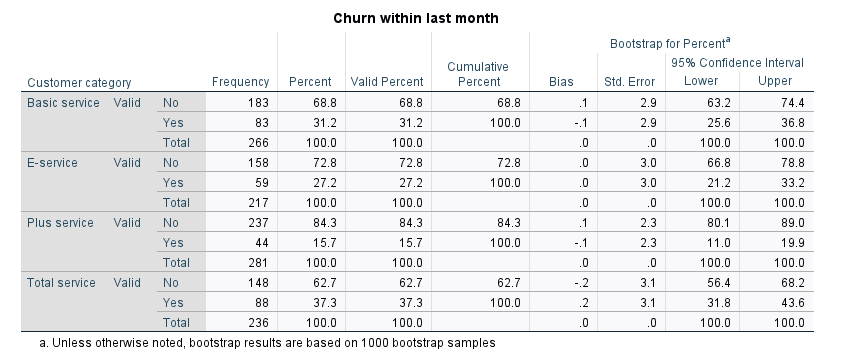 Churn within last month
Bootstrap for Percent^a
95% Confidence Interval
Customer category Frequency Percent Valid Percent Cumulative Percent Bias Std. Error Lower Upper
Basic service Valid No 183 68.8 68.8 68.8 .1 2.9 63.2 74.4
Yes 83 31.2 31.2 100.0 -.1 2.9 25.6 36.8
Total 266 100.0 100.0 .0 .0 100.0 100.0
E-service Valid No 158 72.8 72.8 72.8 .0 3.0 66.8 78.8
Yes 59 27.2 27.2 100.0 .0 3.0 21.2 33.2
Total 217 100.0 100.0 .0 .0 100.0 100.0
Plus service Valid No 237 84.3 84.3 84.3 .1 2.3 80.1 89.0
Yes 44 15.7 15.7 100.0 -.1 2.3 11.0 19.9
Total 281 100.0 100.0 .0 .0 100.0 100.0
Total service Valid No 148 62.7 62.7 62.7 -.2 3.1 56.4 68.2
Yes 88 37.3 37.3 100.0 .2 3.1 31.8 43.6
Total 236 100.0 100.0 .0 .0 100.0 100.0
a. Unless otherwise noted, bootstrap results are based on 1000 bootstrap samples